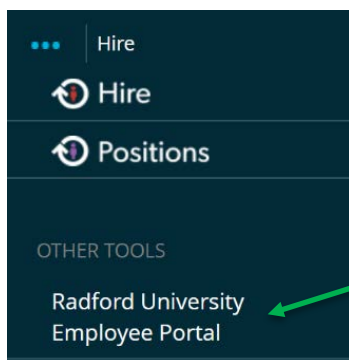 Hire
Hire
Positions
OTHER TOOLS
Radford University
Employee Portal